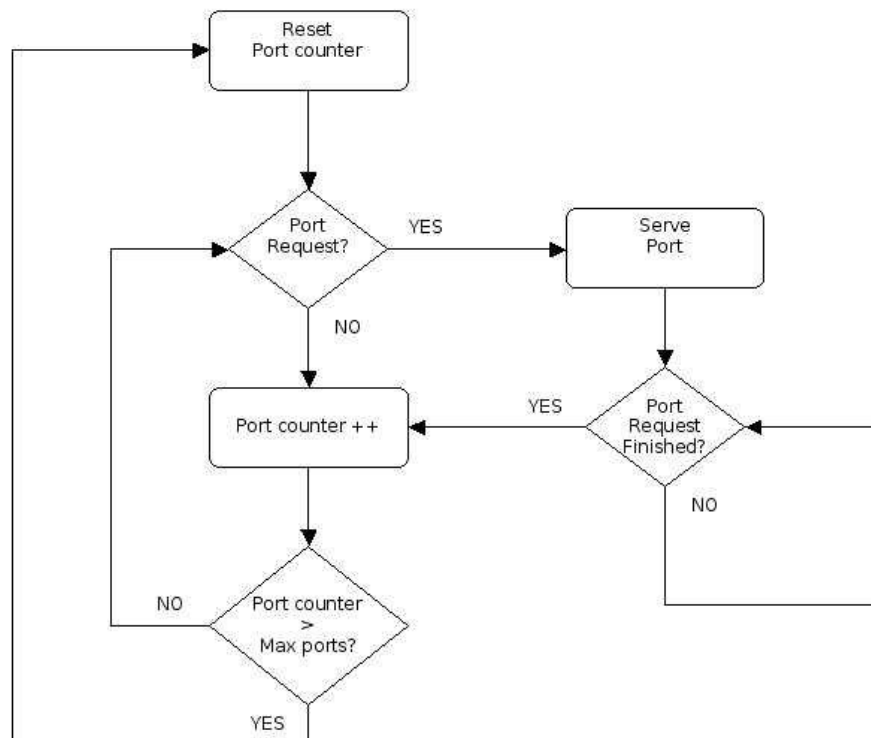 Reset
Port counter
Port
Request?
YES
Serve
Port
NO
Port counter ++
YES
Port
Request
Finished?
NO
NO
Port counter
>
Max ports?
YES